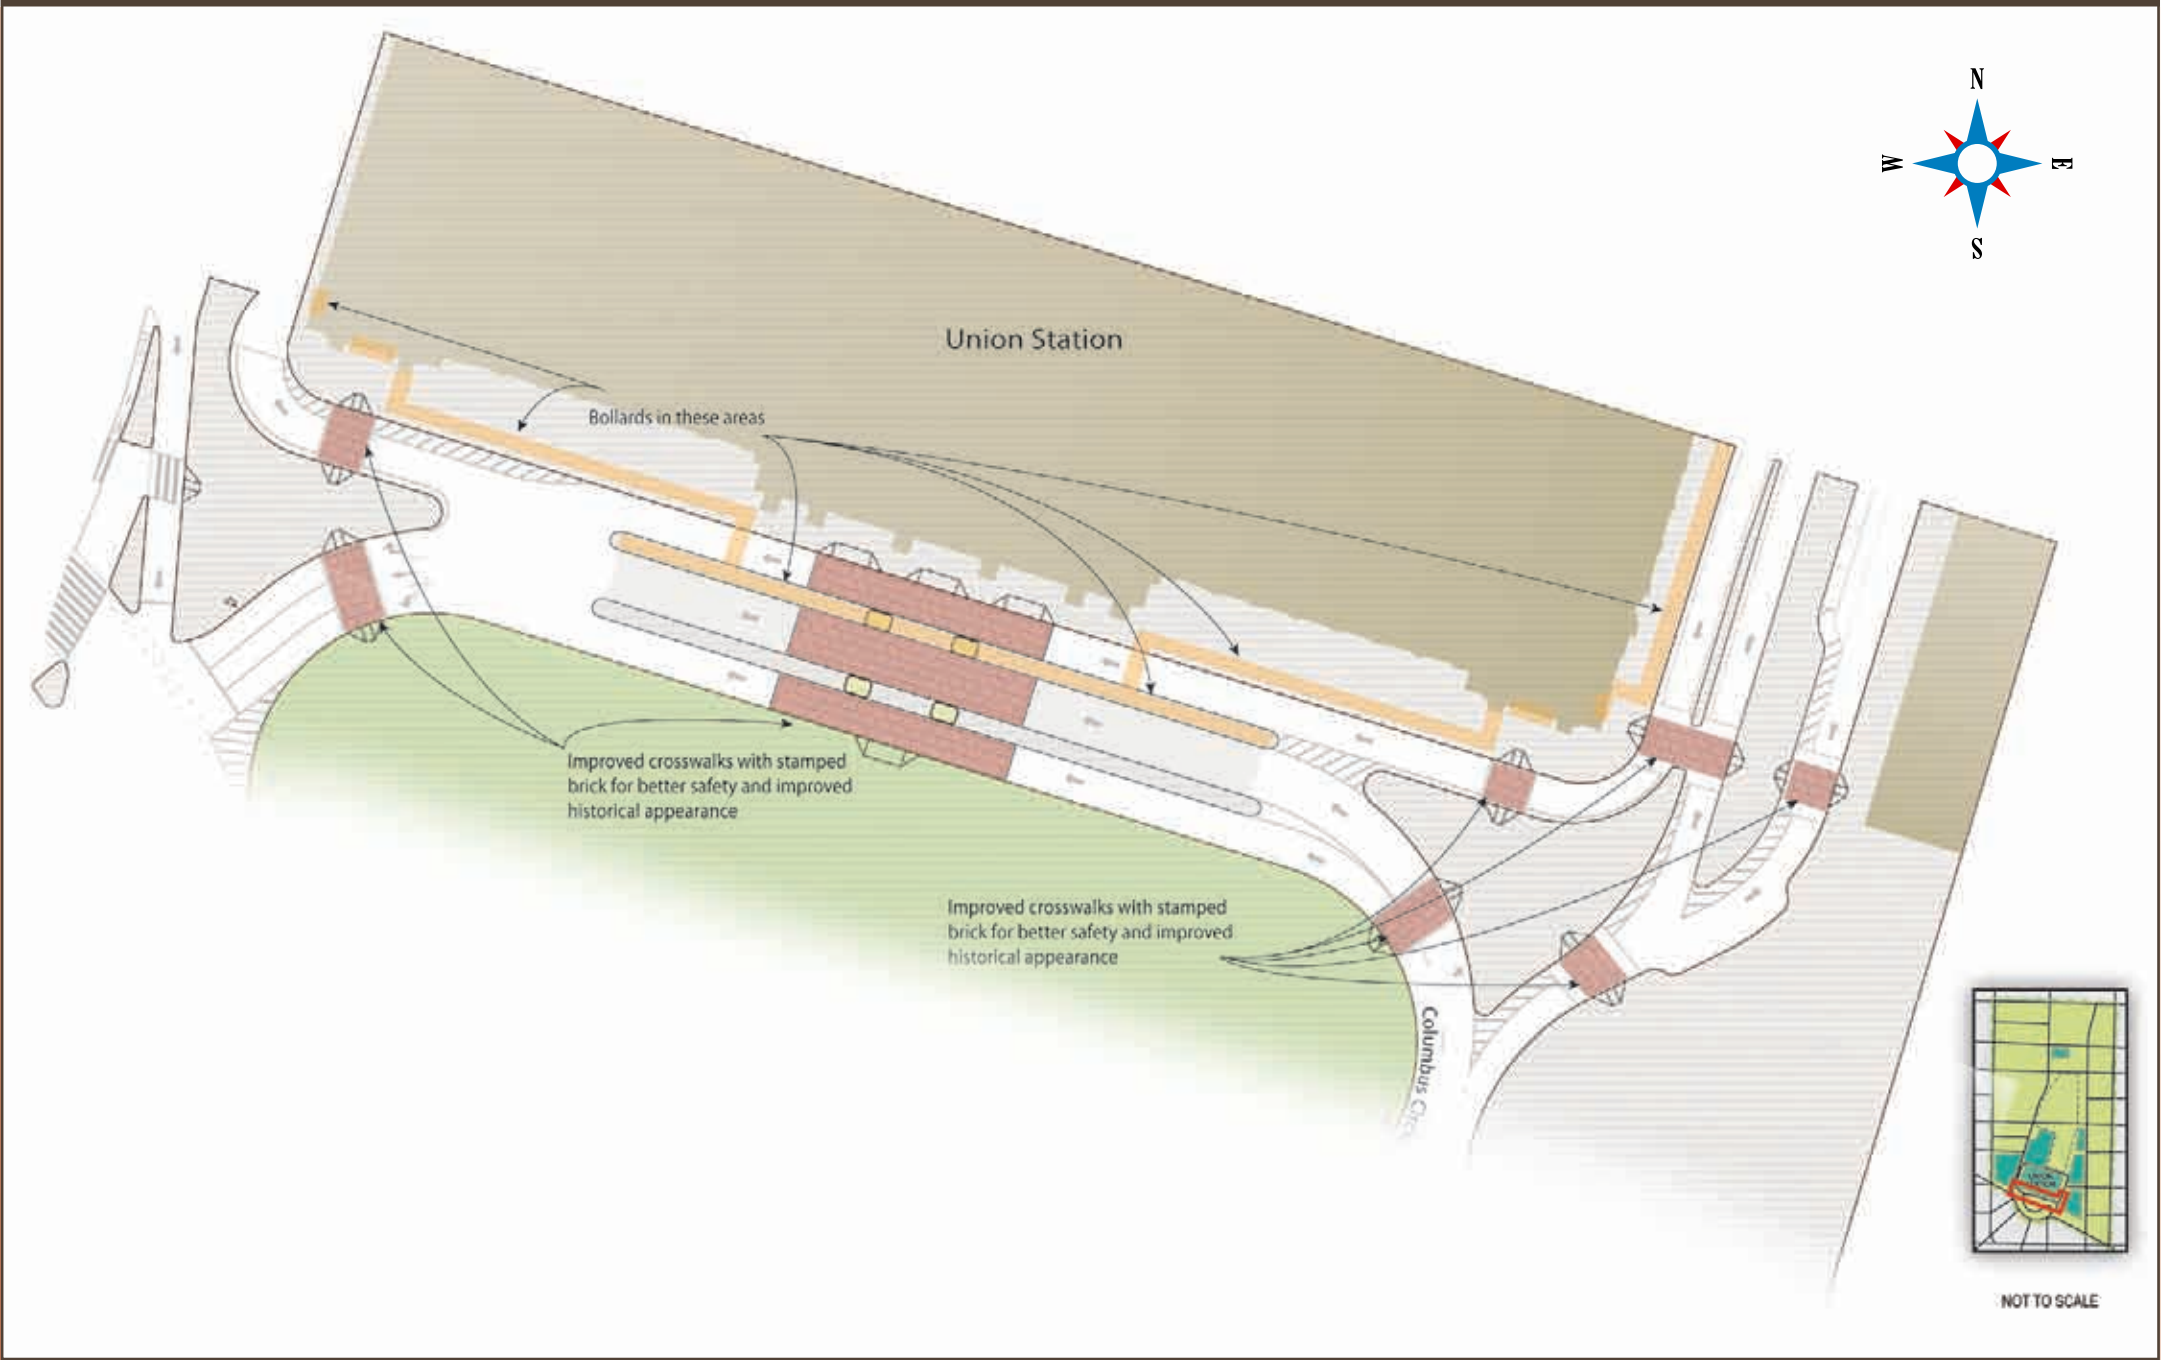 N
W
E
S
Union Station
Bollards in these areas
Improved crosswalks with stamped
brick for better safety and improved
historical appearance
Improved crosswalks with stamped
brick for better safety and improved
historical appearance
Columbus Circle
NOT TO SCALE